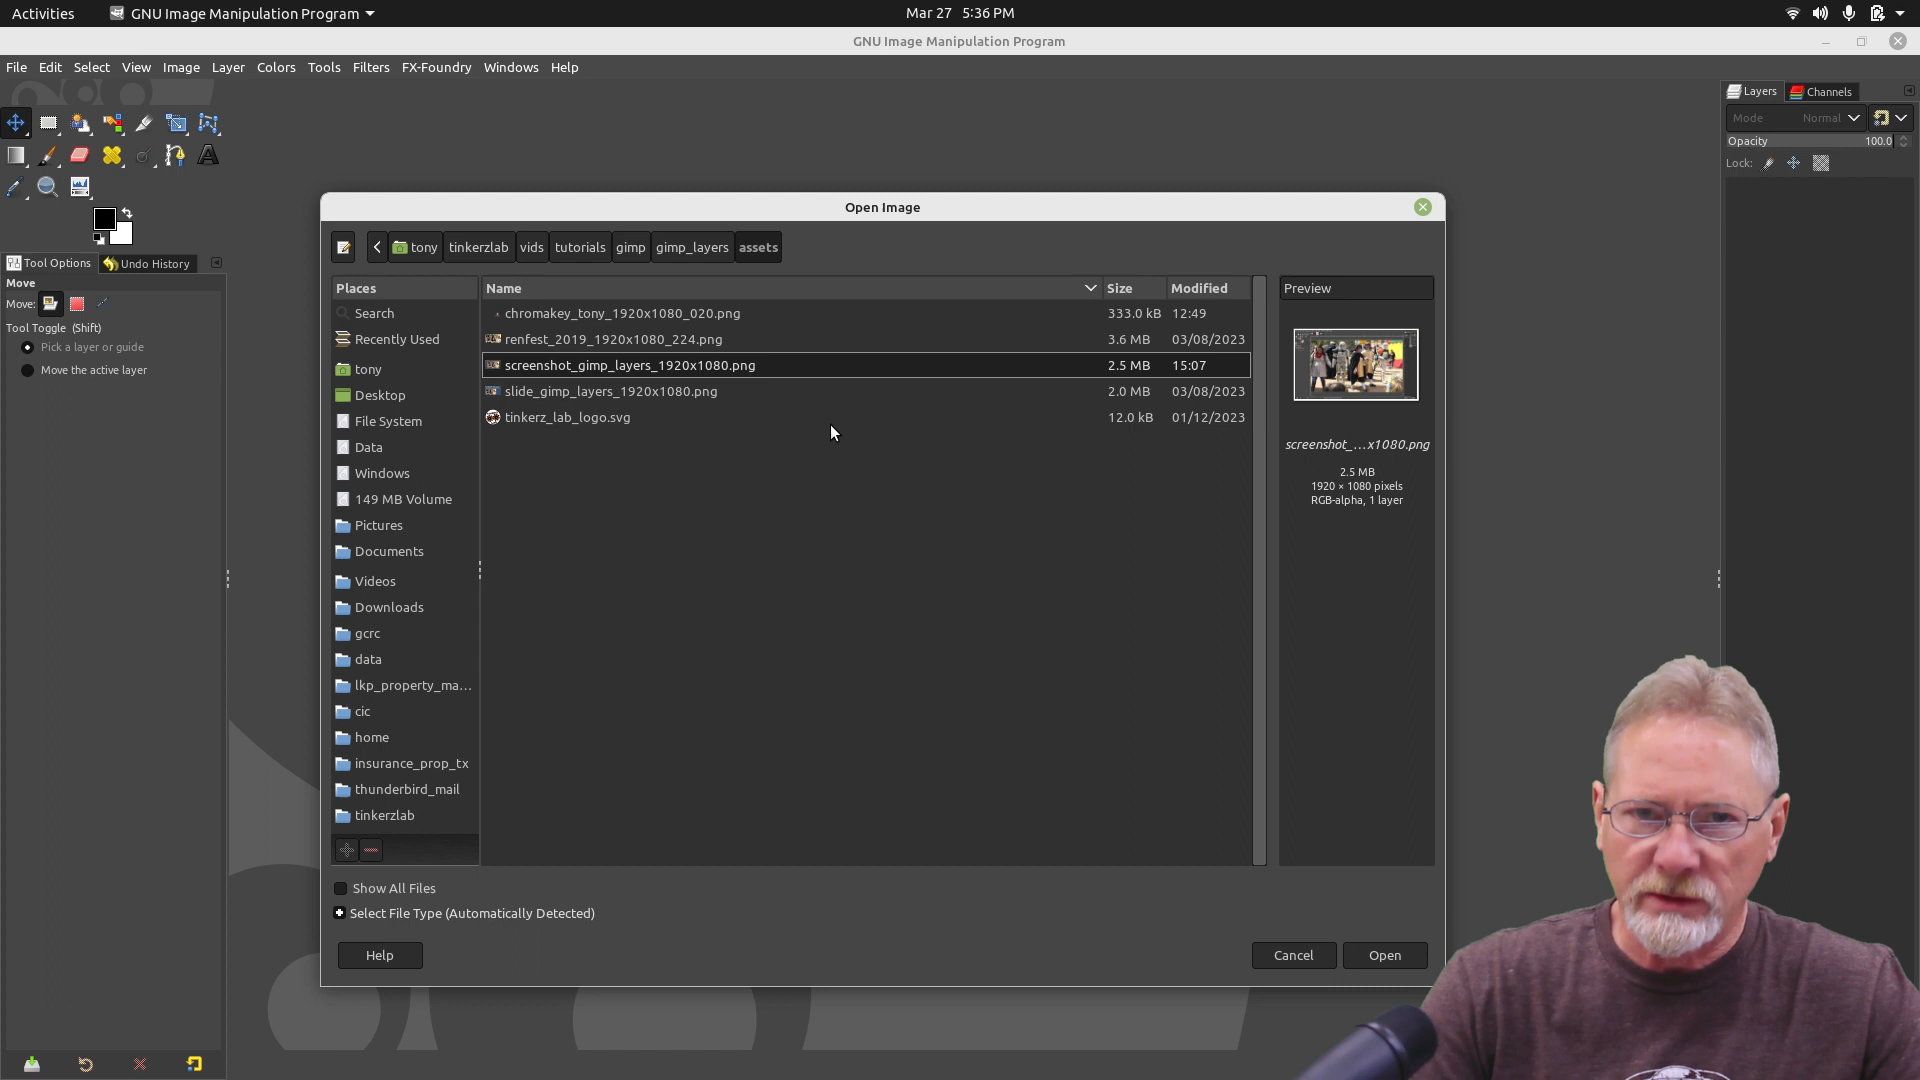 Activities GNU Image Manipulation Program Mar 27 5:36 PM
GNU Image Manipulation Program
File Edit Select View Image Layer Colors Tools Filters FX-Foundry Windows Help
Layers Channels
Mode Normal
Opacity 100.0
Lock:
Tool Options Undo History
Move
Move:
Tool Toggle (Shift)
Pick a layer or guide
Move the active layer
Open Image
tony tinkerzlab vids tutorials gimp gimp_layers assets
Places
Search
Recently Used
tony
Desktop
File System
Data
Windows
149 MB Volume
Pictures
Documents
Videos
Downloads
gcrc
data
lkp_property_ma...
cic
home
insurance_prop_tx
thunderbird_mail
tinkerzlab
Name Size Modified
chromakey_tony_1920x1080_020.png 333.0 kB 12:49
renfest_2019_1920x1080_224.png 3.6 MB 03/08/2023
screenshot_gimp_layers_1920x1080.png 2.5 MB 15:07
slide_gimp_layers_1920x1080.png 2.0 MB 03/08/2023
tinkerz_lab_logo.svg 12.0 kB 01/12/2023
Preview
screenshot_...x1080.png
2.5 MB
1920 × 1080 pixels
RGB-alpha, 1 layer
Show All Files
Select File Type (Automatically Detected)
Help Cancel Open